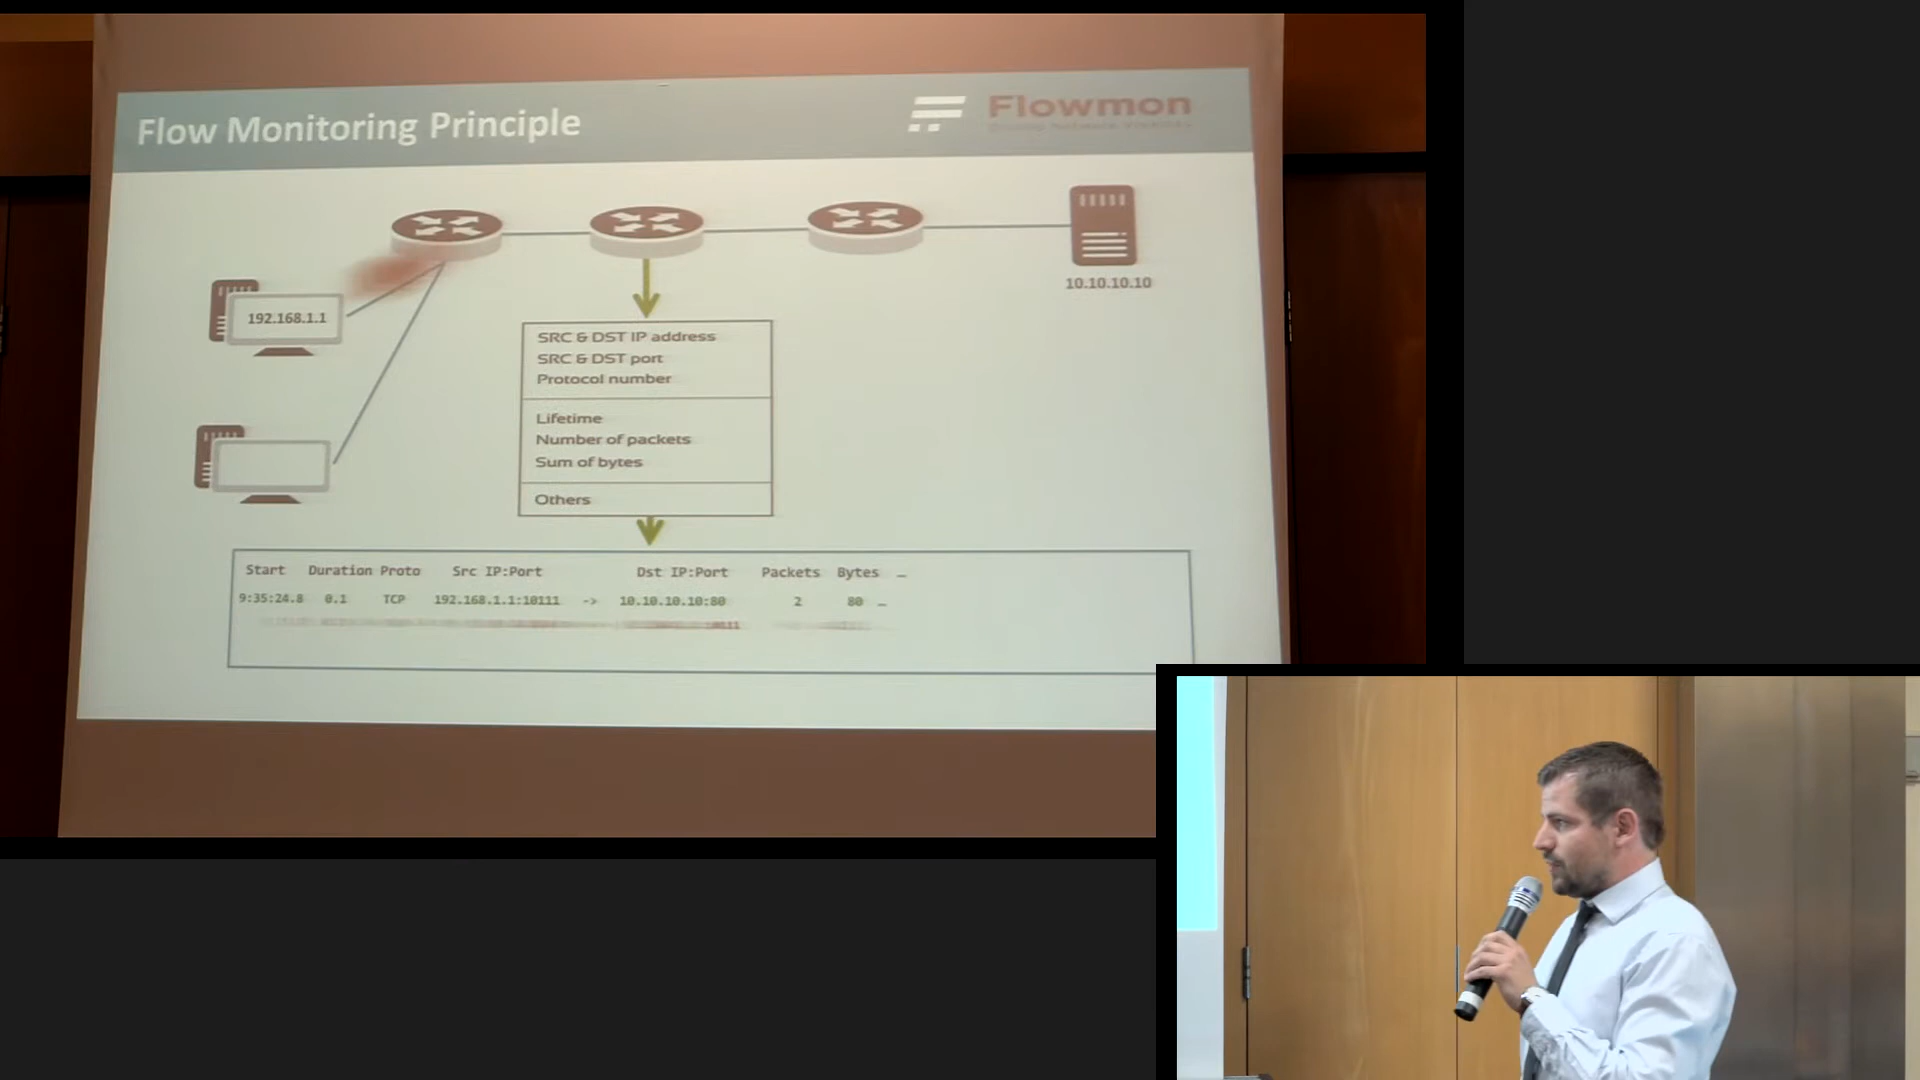 Flow Monitoring Principle
Flowmon
10.10.10.10
192.168.1.1
SRC & DST IP address
SRC & DST port
Protocol number
Lifetime
Number of packets
Sum of bytes
Others
Start Duration Proto Src IP:Port Dst IP:Port Packets Bytes …
9:35:24.8 0.1 TCP 192.168.1.1:10111 -> 10.10.10.10:80 2 80 …